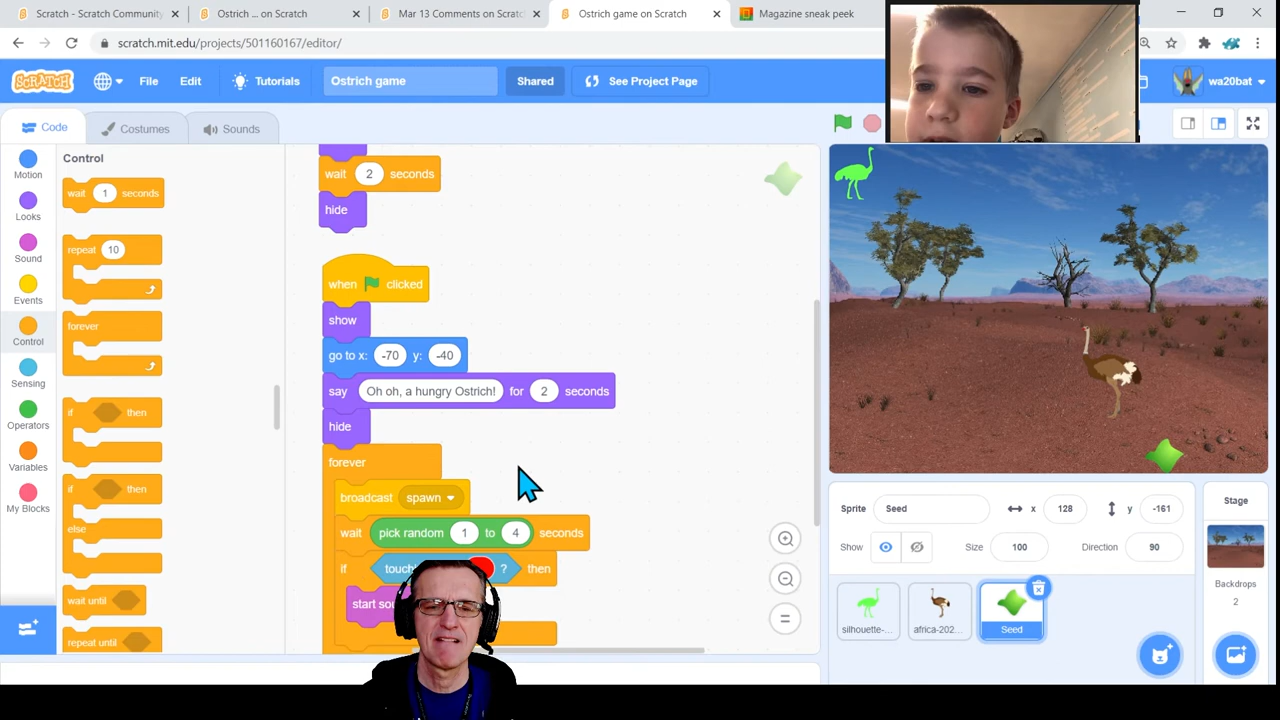 Scratch - Scratch Community
Ostrich ... on Scratch
Mar 13 Comments on Scratc
Ostrich game on Scratch
Magazine sneak peek
scratch.mit.edu/projects/501160167/editor/
SCRATCH
File
Edit
Tutorials
Ostrich game
Shared
See Project Page
wa20bat
Code
Costumes
Sounds
Motion
Looks
Sound
Events
Control
Sensing
Operators
Variables
My Blocks
Control
wait 1 seconds
repeat 10
forever
if then
if then
else
wait until
repeat until
wait 2 seconds
hide
when clicked
show
go to x: -70 y: -40
say Oh oh, a hungry Ostrich! for 2 seconds
hide
forever
broadcast spawn
wait pick random 1 to 4 seconds
if ? then
Sprite Seed x 128 y -161
Show Size 100 Direction 90
silhouette-...
africa-202...
Seed
Stage
Backdrops
2